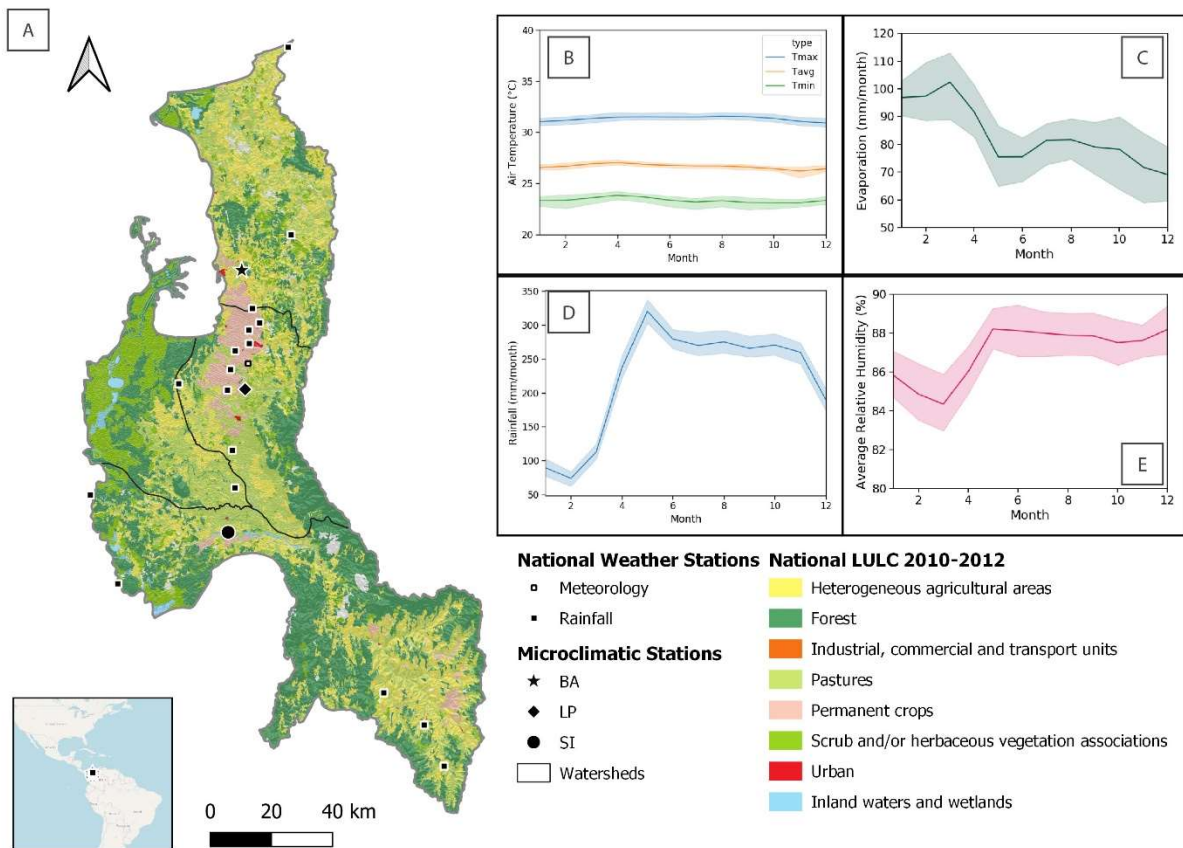 A
B
40
35
30
25
20
Air Temperature (°C)
2 4 6 8 10 12
Month
type
Tmax
Tavg
Tmin
C
120
110
100
90
80
70
60
50
Evaporation (mm/month)
2 4 6 8 10 12
Month
D
350
300
250
200
150
100
50
Rainfall (mm/month)
2 4 6 8 10 12
Month
E
90
88
86
84
82
80
Average Relative Humidity (%)
2 4 6 8 10 12
Month
National Weather Stations
Meteorology
Rainfall
Microclimatic Stations
BA
LP
SI
Watersheds
National LULC 2010-2012
Heterogeneous agricultural areas
Forest
Industrial, commercial and transport units
Pastures
Permanent crops
Scrub and/or herbaceous vegetation associations
Urban
Inland waters and wetlands
0 20 40 km